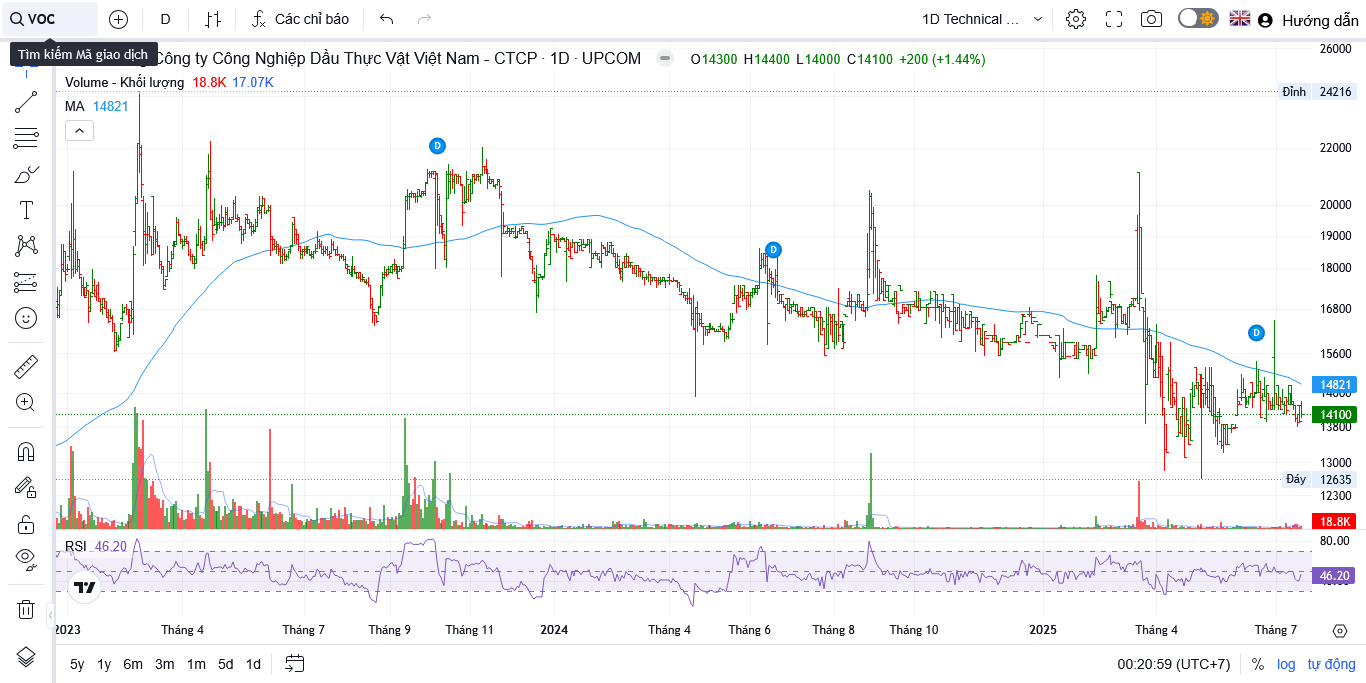 VOC
D
Các chỉ báo
1D Technical ...
Hướng dẫn
Tìm kiếm Mã giao dịch
g Công ty Công Nghiệp Dầu Thực Vật Việt Nam - CTCP · 1D · UPCOM
O14300 H14400 L14000 C14100 +200 (+1.44%)
Volume - Khối lượng 18.8K 17.07K
MA 14821
26000
Đỉnh 24216
22000
20000
19000
18000
16800
15600
14821
14000
14100
13800
13000
Đáy 12635
12300
18.8K
D
D
D
RSI 46.20
80.00
46.20
2023
Tháng 4
Tháng 7
Tháng 9
Tháng 11
2024
Tháng 4
Tháng 6
Tháng 8
Tháng 10
2025
Tháng 4
Tháng 7
5y 1y 6m 3m 1m 5d 1d
00:20:59 (UTC+7)
% log tự động